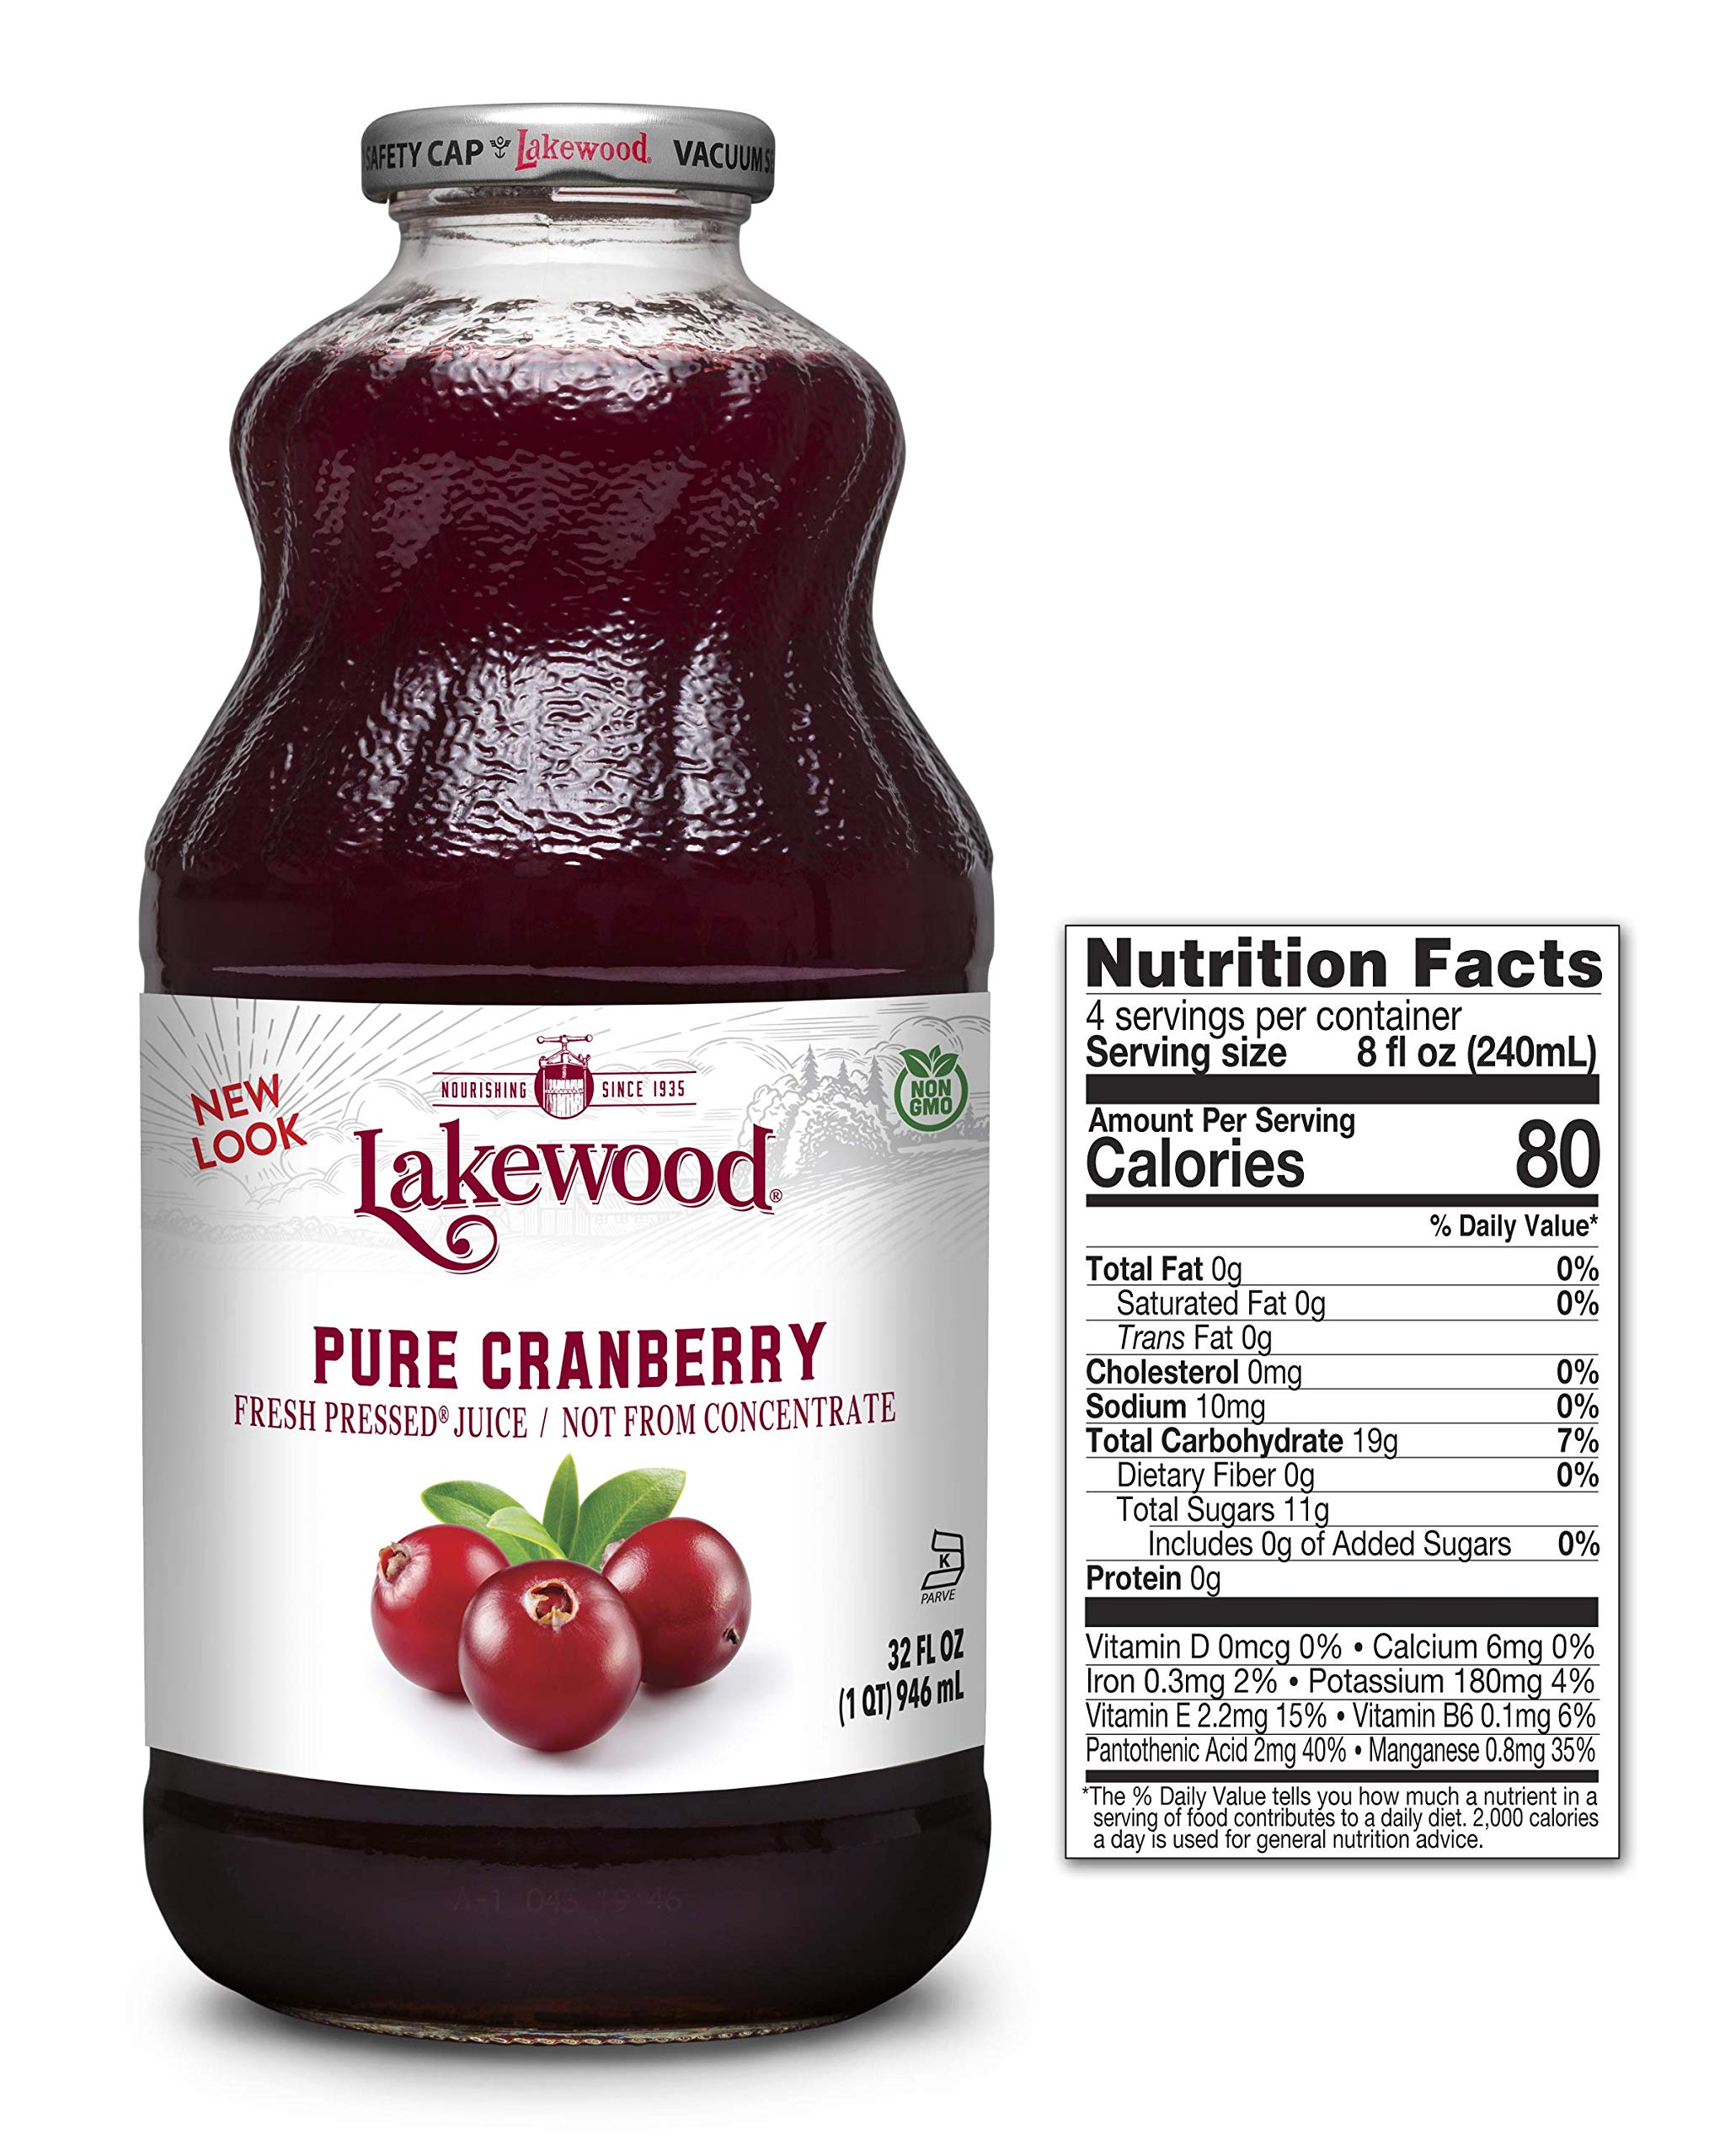 SAFETY CAP Lakewood. VACUUM S
NEW
LOOK
NOURISHING SINCE 1935
NON
GMO
Lakewood®
PURE CRANBERRY
FRESH PRESSED® JUICE / NOT FROM CONCENTRATE
K
PARVE
32 FL OZ
(1 QT) 946 mL
Nutrition Facts
4 servings per container
Serving size 8 fl oz (240mL)
Amount Per Serving
Calories 80
% Daily Value*
Total Fat 0g 0%
Saturated Fat 0g 0%
Trans Fat 0g
Cholesterol 0mg 0%
Sodium 10mg 0%
Total Carbohydrate 19g 7%
Dietary Fiber 0g 0%
Total Sugars 11g
Includes 0g of Added Sugars 0%
Protein 0g
Vitamin D 0mcg 0% • Calcium 6mg 0%
Iron 0.3mg 2% • Potassium 180mg 4%
Vitamin E 2.2mg 15% • Vitamin B6 0.1mg 6%
Pantothenic Acid 2mg 40% • Manganese 0.8mg 35%
*The % Daily Value tells you how much a nutrient in a
serving of food contributes to a daily diet. 2,000 calories
a day is used for general nutrition advice.